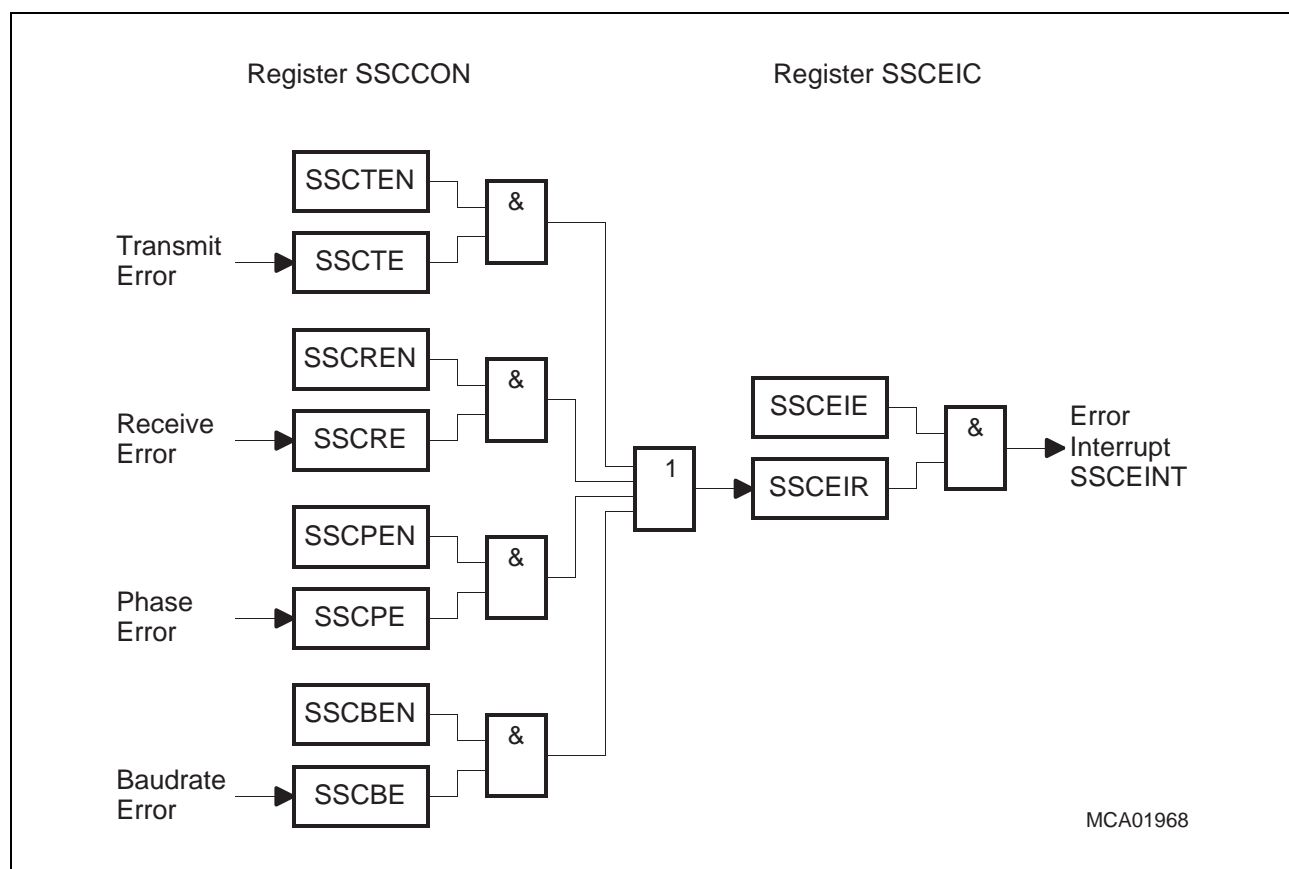 Register SSCCON
Register SSCEIC
SSCTEN
&
Transmit
Error
SSCTE
SSCREN
&
Receive
Error
SSCRE
SSCEIE
&
Error
Interrupt
SSCEINT
1
SSCEIR
SSCPEN
&
Phase
Error
SSCPE
SSCBEN
&
Baudrate
Error
SSCBE
MCA01968